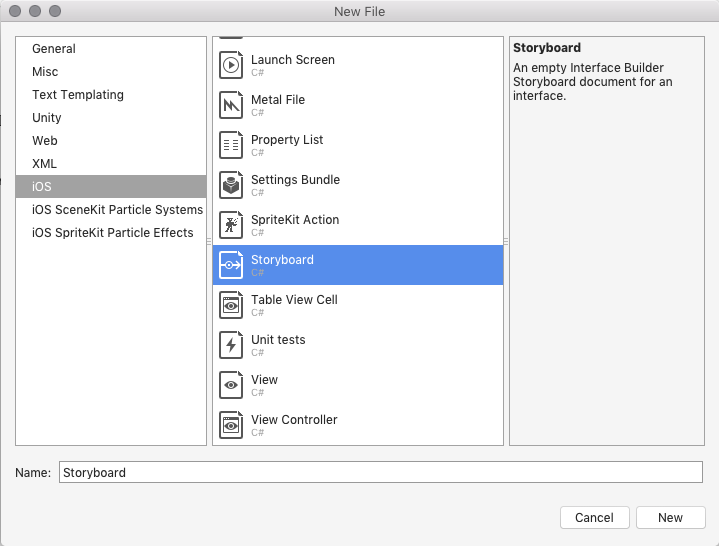 New File
General
Misc
Text Templating
Unity
Web
XML
iOS
iOS SceneKit Particle Systems
iOS SpriteKit Particle Effects
Launch Screen
C#
Metal File
C#
Property List
C#
Settings Bundle
C#
SpriteKit Action
C#
Storyboard
C#
Table View Cell
C#
Unit tests
C#
View
C#
View Controller
C#
Storyboard
An empty Interface Builder
Storyboard document for an
interface.
Name: Storyboard
Cancel New